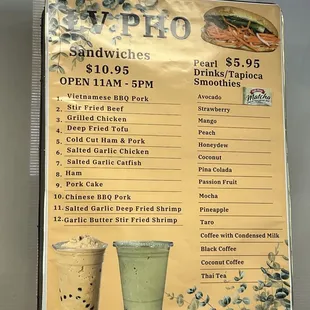 LV PHO
Sandwiches
$10.95
OPEN 11AM - 5PM
1. Vietnamese BBQ Pork
2. Stir Fried Beef
3. Grilled Chicken
4. Deep Fried Tofu
5. Cold Cut Ham & Pork
6. Salted Garlic Chicken
7. Salted Garlic Catfish
8. Ham
9. Pork Cake
10. Chinese BBQ Pork
11. Salted Garlic Deep Fried Shrimp
12. Garlic Butter Stir Fried Shrimp
Pearl $5.95
Drinks/Tapioca
Smoothies
Avocado
Matcha
Strawberry
Mango
Peach
Honeydew
Coconut
Pina Colada
Passion Fruit
Mocha
Pineapple
Taro
Coffee with Condensed Milk
Black Coffee
Coconut Coffee
Thai Tea